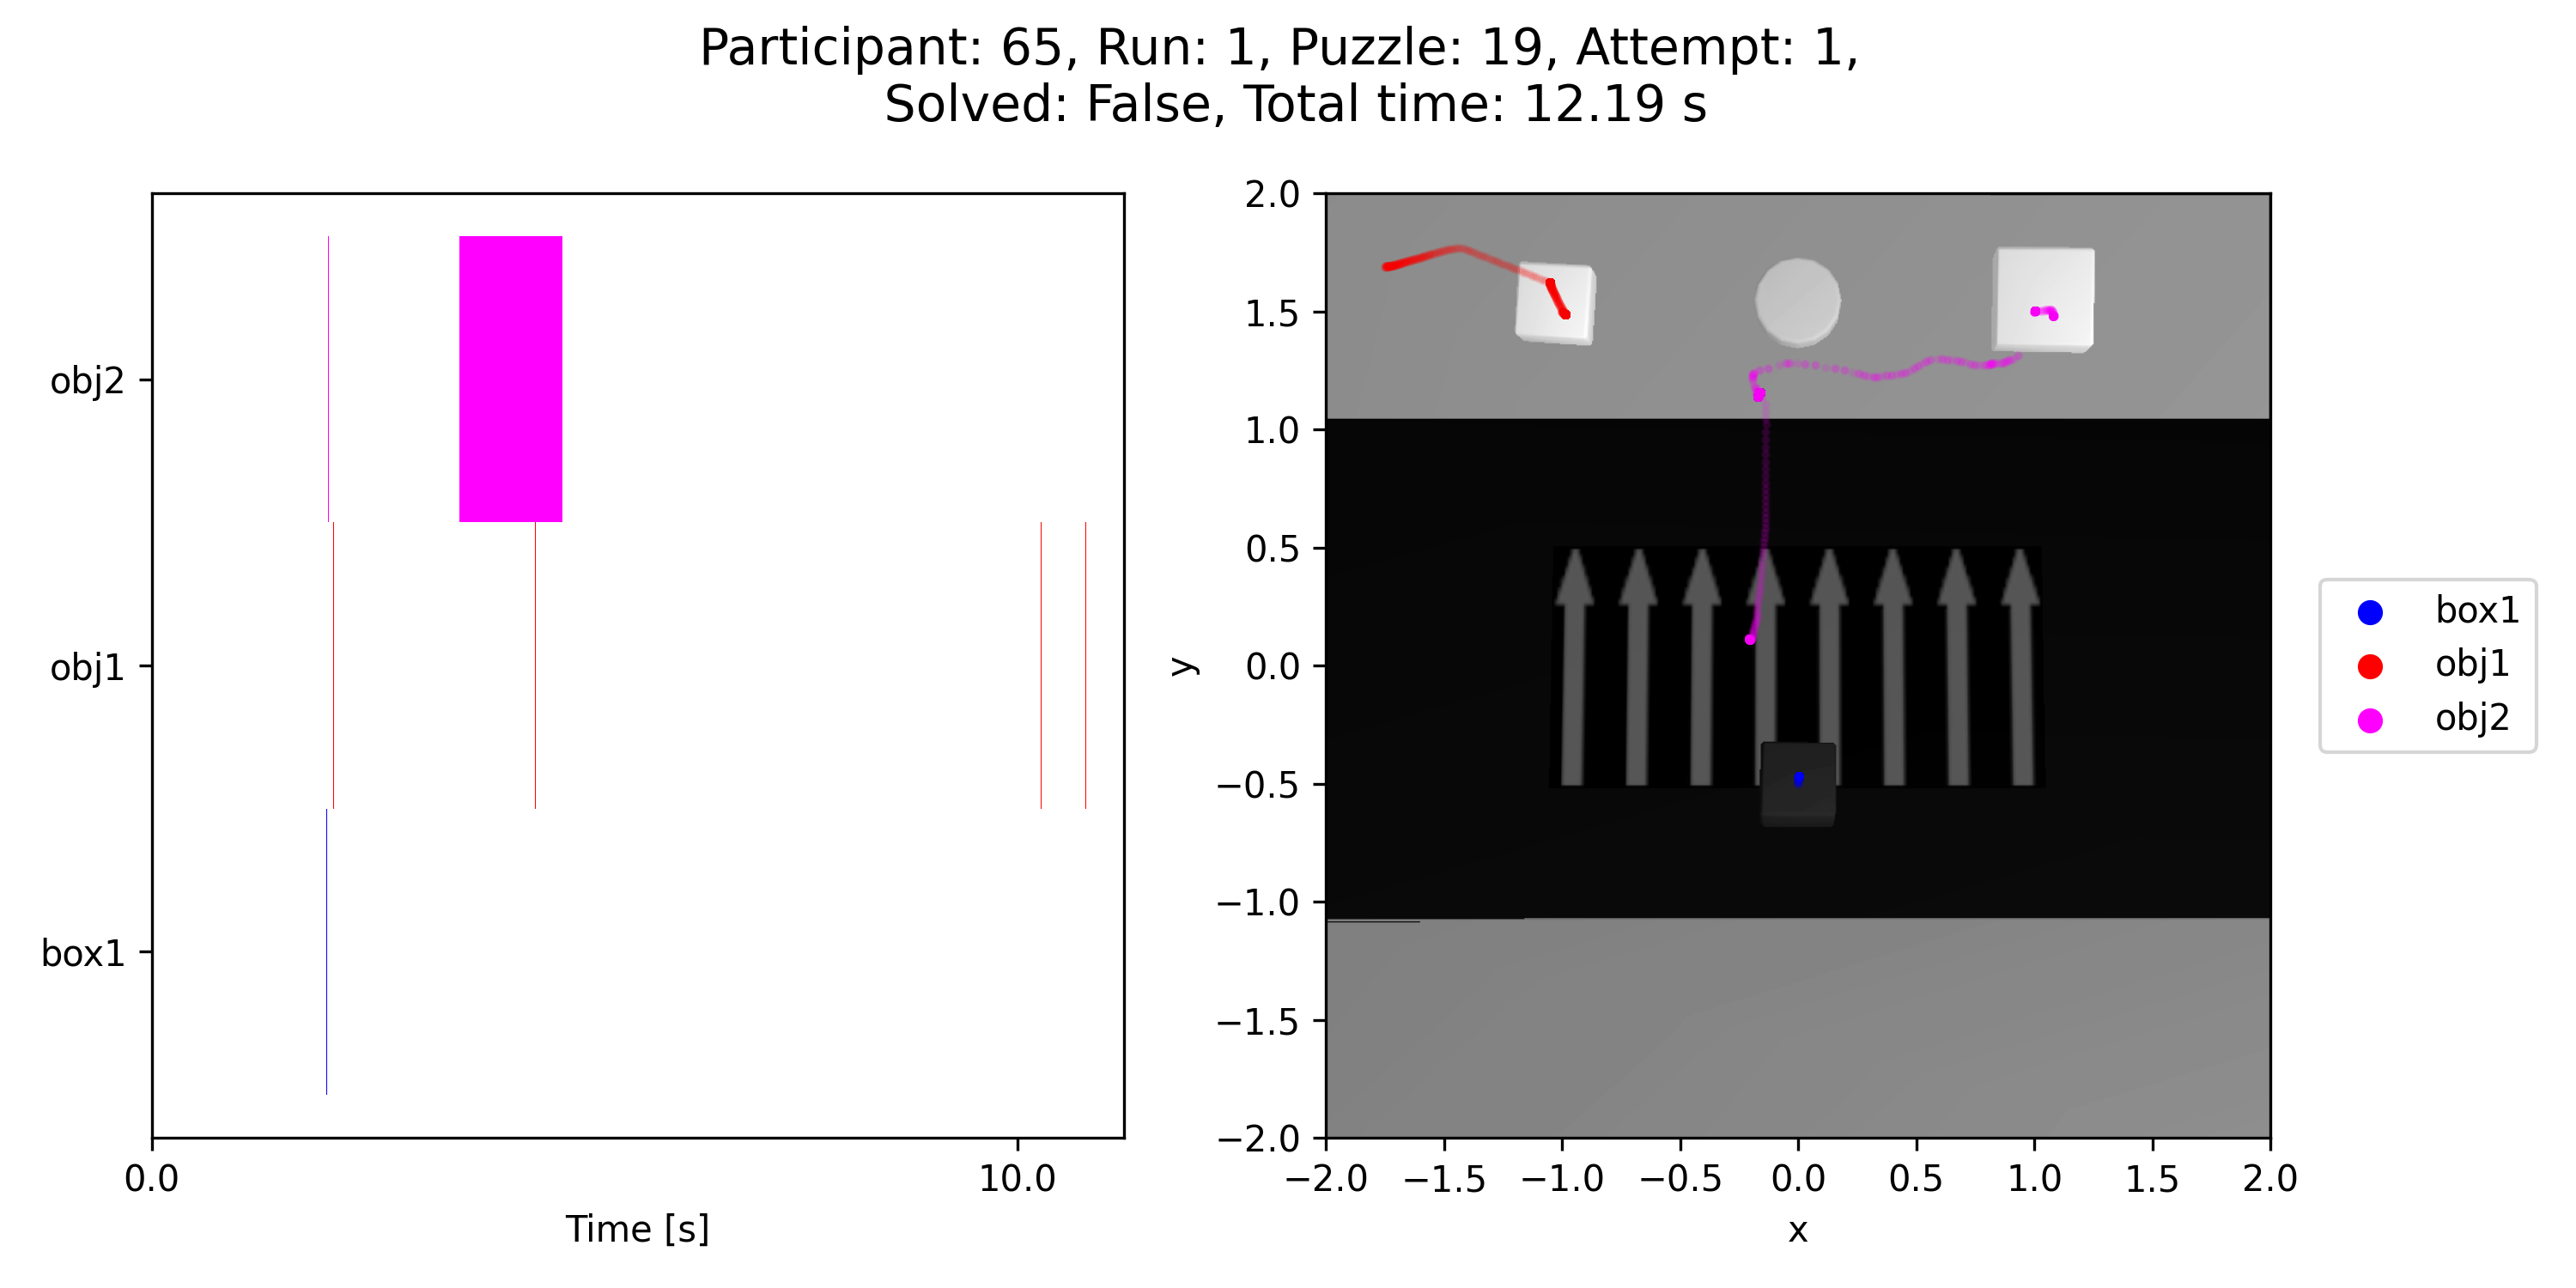 Participant: 65, Run: 1, Puzzle: 19, Attempt: 1,
Solved: False, Total time: 12.19 s
obj2
obj1
box1
0.0
10.0
Time [s]
y
2.0
1.5
1.0
0.5
0.0
−0.5
−1.0
−1.5
−2.0
−2.0
−1.5
−1.0
−0.5
0.0
0.5
1.0
1.5
2.0
x
box1
obj1
obj2